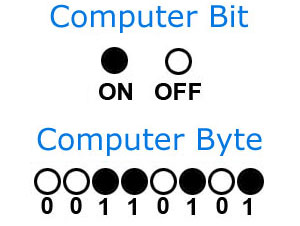 Computer Bit
ON OFF
Computer Byte
0 0 1 1 0 1 0 1